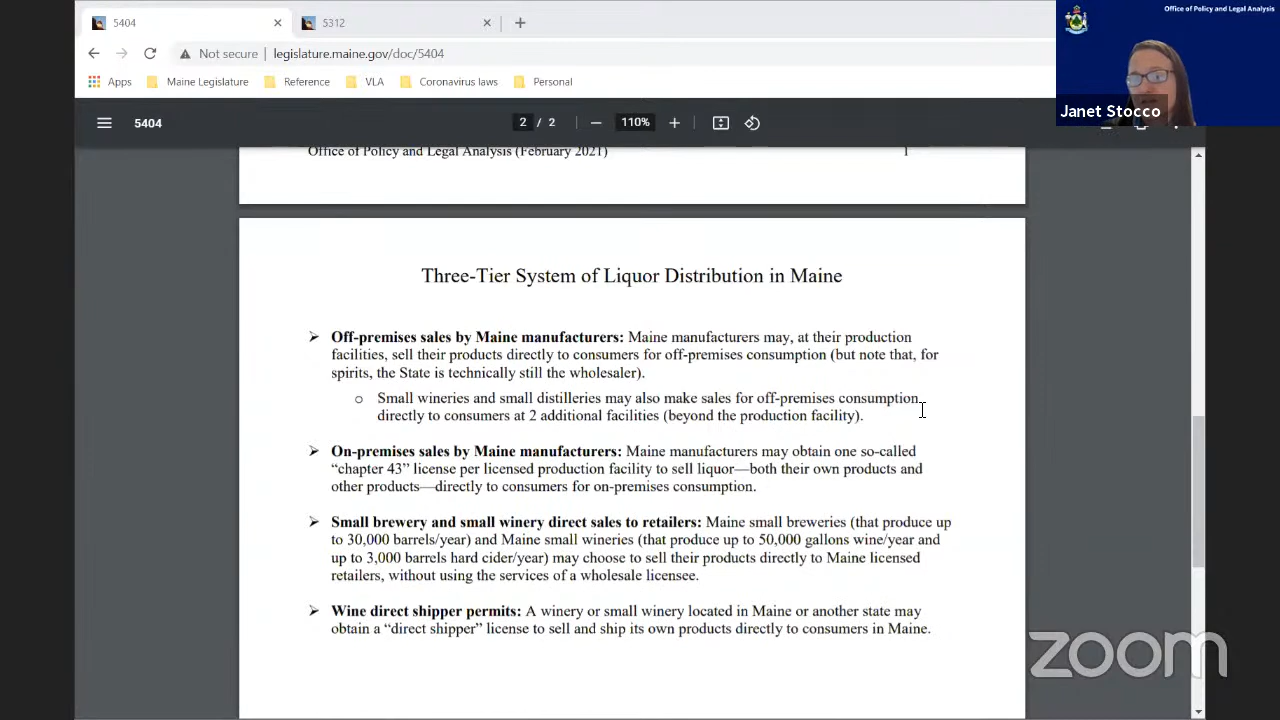 5404
5312
Office of Policy and Legal Analysis
Not secure
legislature.maine.gov/doc/5404
Apps
Maine Legislature
Reference
VLA
Coronavirus laws
Personal
Janet Stocco
5404
2 / 2
110%
Office of Policy and Legal Analysis (February 2021)
1
Three-Tier System of Liquor Distribution in Maine
Off-premises sales by Maine manufacturers: Maine manufacturers may, at their production
facilities, sell their products directly to consumers for off-premises consumption (but note that, for
spirits, the State is technically still the wholesaler).
Small wineries and small distilleries may also make sales for off-premises consumption
directly to consumers at 2 additional facilities (beyond the production facility).
On-premises sales by Maine manufacturers: Maine manufacturers may obtain one so-called
“chapter 43” license per licensed production facility to sell liquor—both their own products and
other products—directly to consumers for on-premises consumption.
Small brewery and small winery direct sales to retailers: Maine small breweries (that produce up
to 30,000 barrels/year) and Maine small wineries (that produce up to 50,000 gallons wine/year and
up to 3,000 barrels hard cider/year) may choose to sell their products directly to Maine licensed
retailers, without using the services of a wholesale licensee.
Wine direct shipper permits: A winery or small winery located in Maine or another state may
obtain a “direct shipper” license to sell and ship its own products directly to consumers in Maine.
zoom